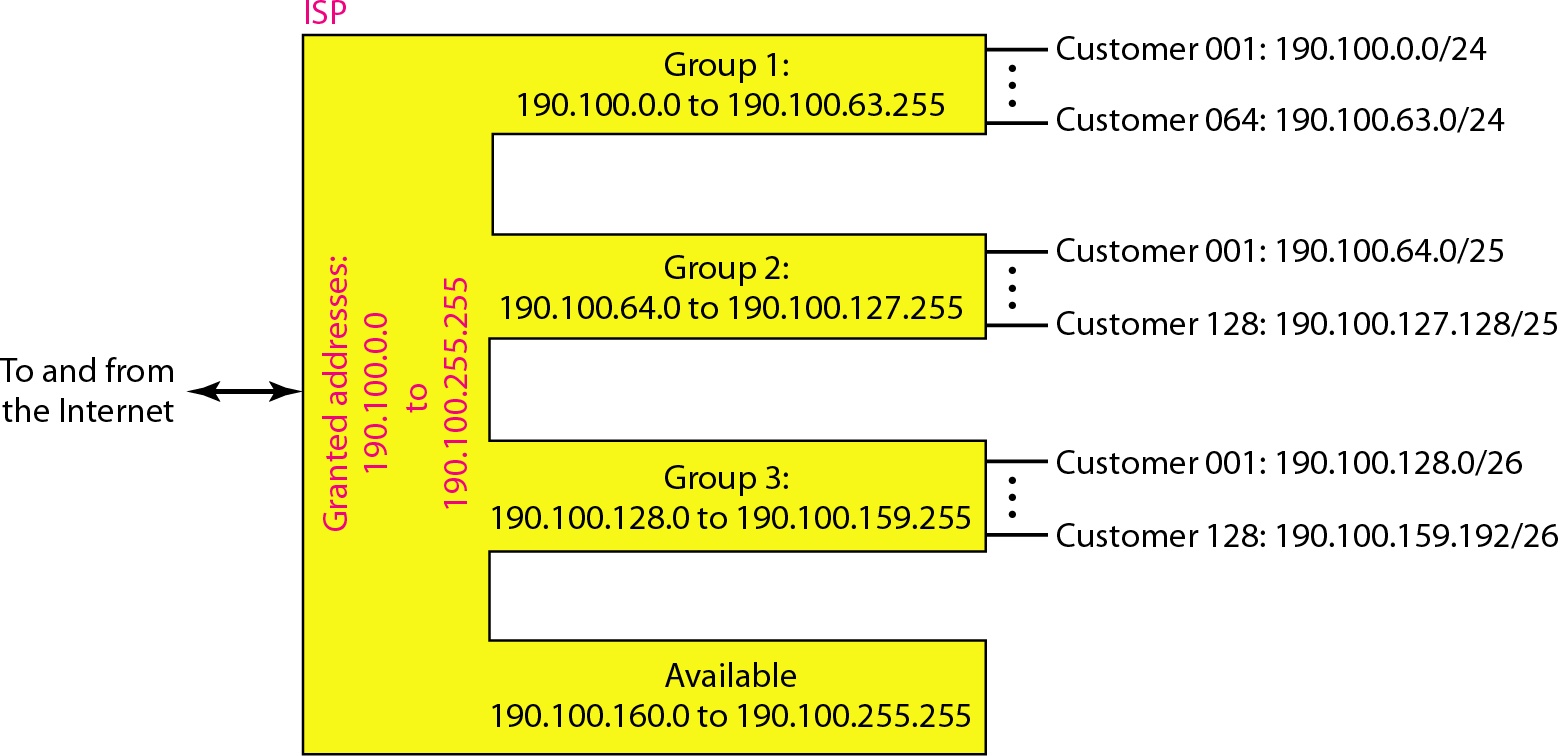 ISP
Group 1:
190.100.0.0 to 190.100.63.255
Customer 001: 190.100.0.0/24
Customer 064: 190.100.63.0/24
Group 2:
190.100.64.0 to 190.100.127.255
Customer 001: 190.100.64.0/25
Customer 128: 190.100.127.128/25
Granted addresses:
190.100.0.0
to
190.100.255.255
To and from
the Internet
Group 3:
190.100.128.0 to 190.100.159.255
Customer 001: 190.100.128.0/26
Customer 128: 190.100.159.192/26
Available
190.100.160.0 to 190.100.255.255